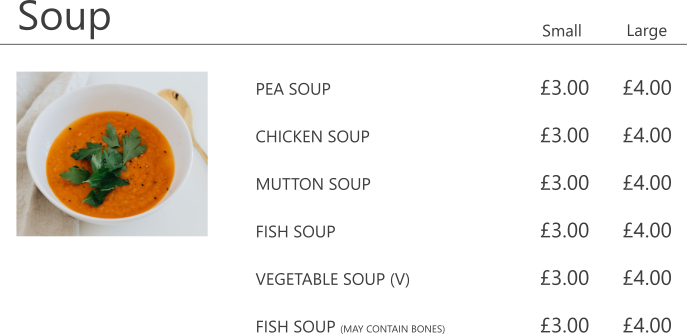 Soup
Small Large
PEA SOUP £3.00 £4.00
CHICKEN SOUP £3.00 £4.00
MUTTON SOUP £3.00 £4.00
FISH SOUP £3.00 £4.00
VEGETABLE SOUP (V) £3.00 £4.00
FISH SOUP (MAY CONTAIN BONES) £3.00 £4.00